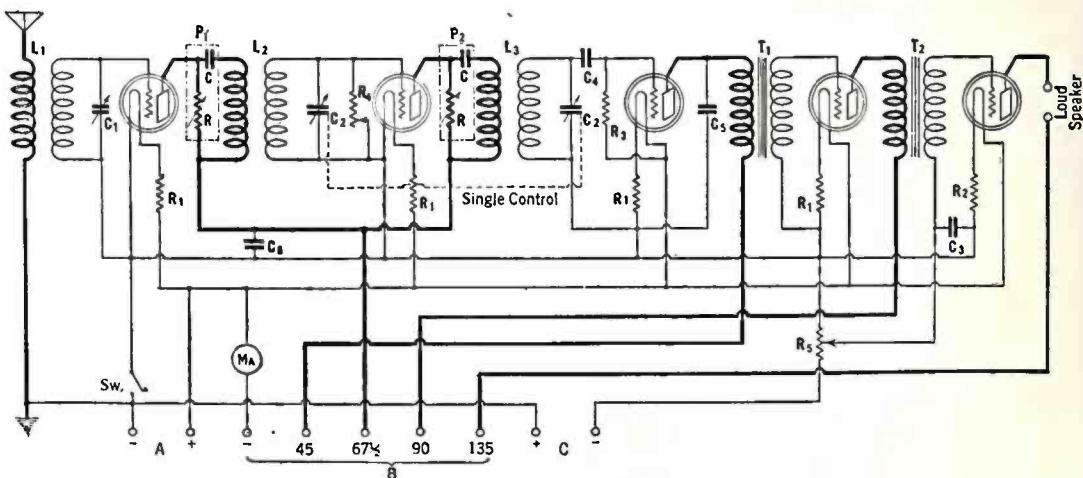 L1
P1
C
L2
P2
C
L3
C4
T1
T2
C1
R
C2
R4
R
C2
R3
C5
Loud
Speaker
R1
Single Control
R1
R1
R1
R2
C3
C6
MA
R5
Sw.
- A +
-
45
67½
90
135
+ C -
B